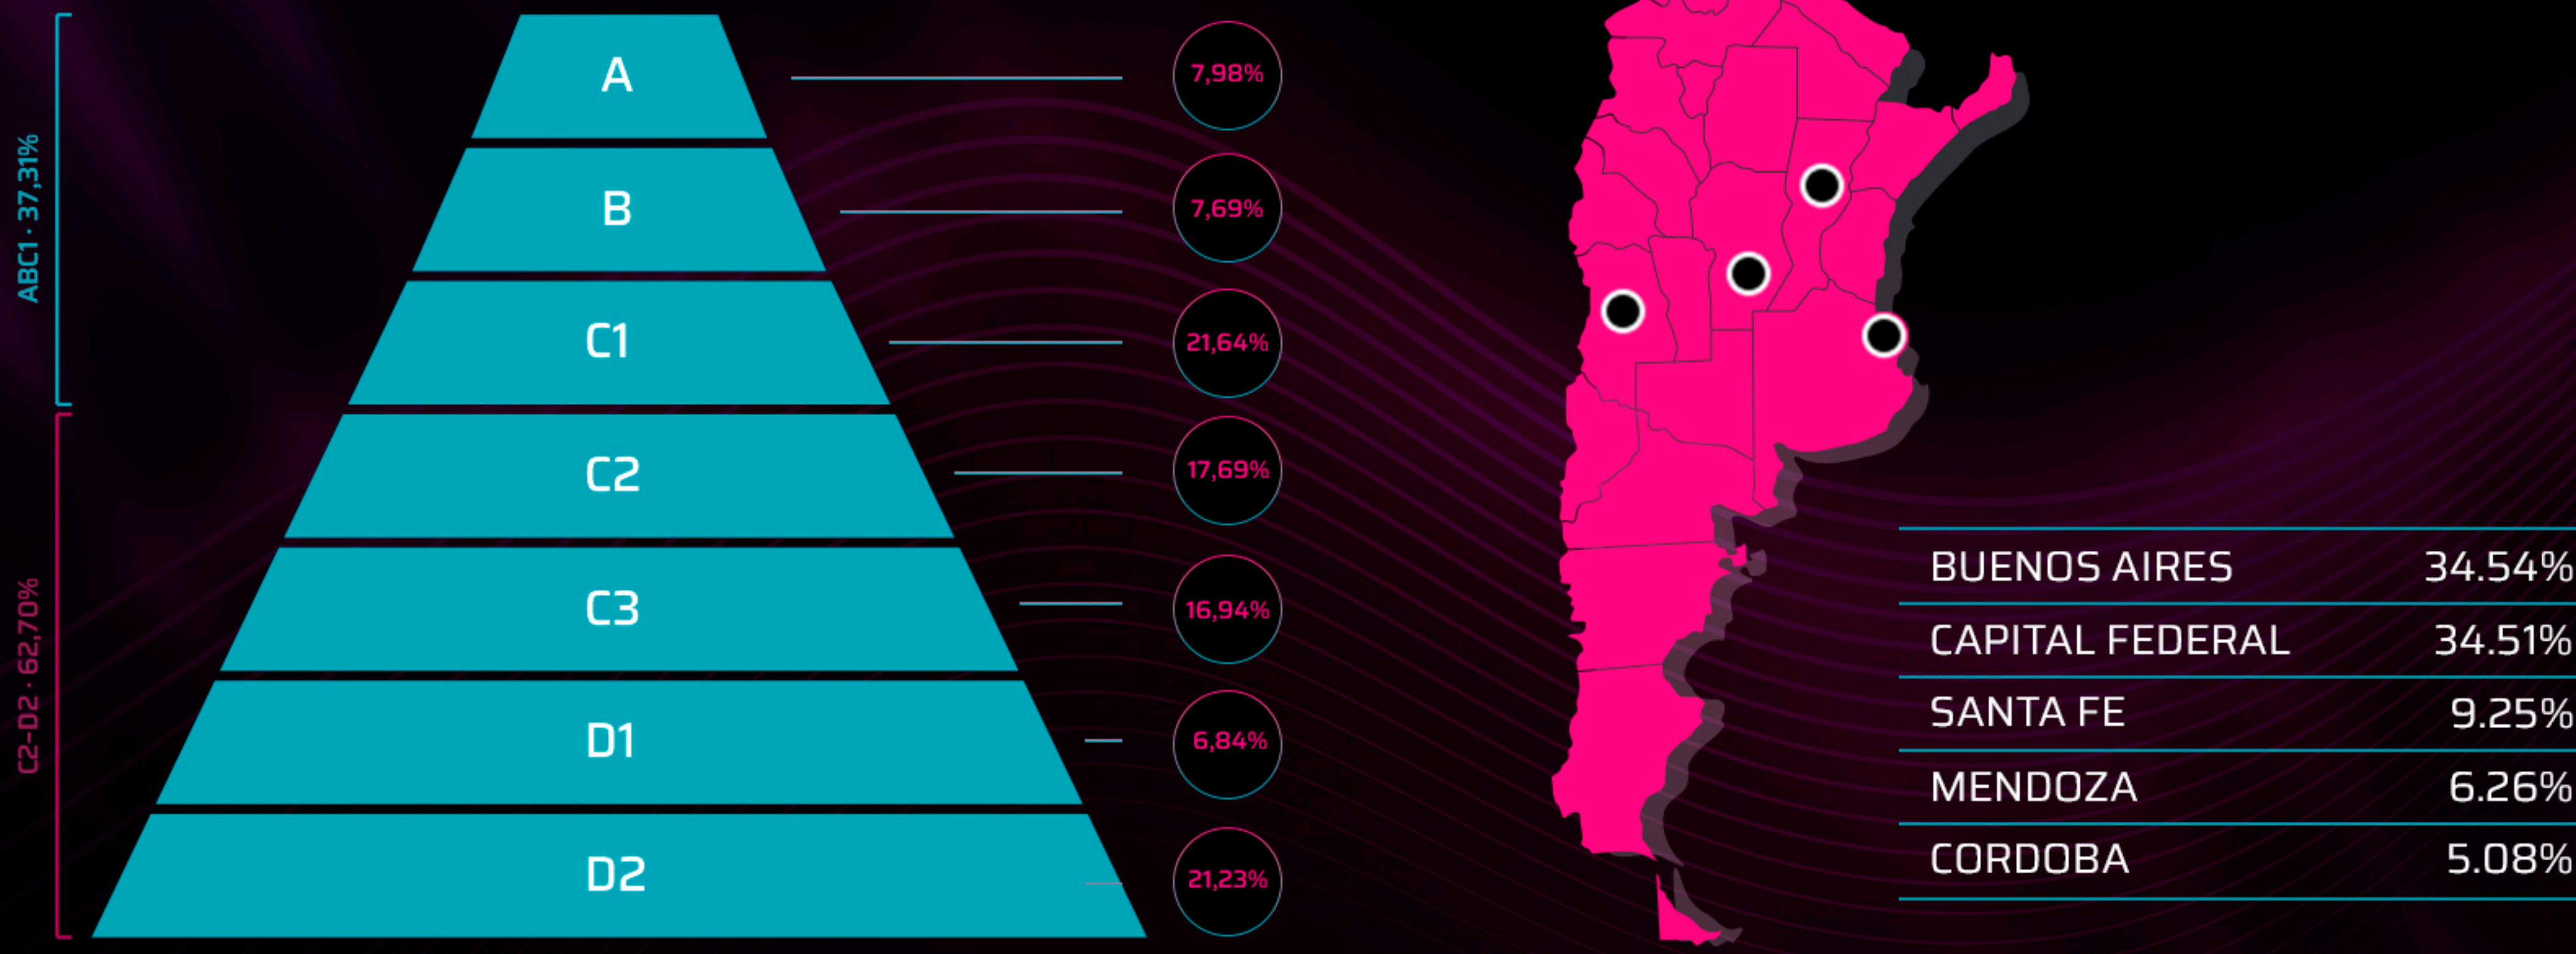 ABC1 · 37,31%
C2-D2 · 62,70%
A 7,98%
B 7,69%
C1 21,64%
C2 17,69%
C3 16,94%
D1 6,84%
D2 21,23%
BUENOS AIRES 34.54%
CAPITAL FEDERAL 34.51%
SANTA FE 9.25%
MENDOZA 6.26%
CORDOBA 5.08%